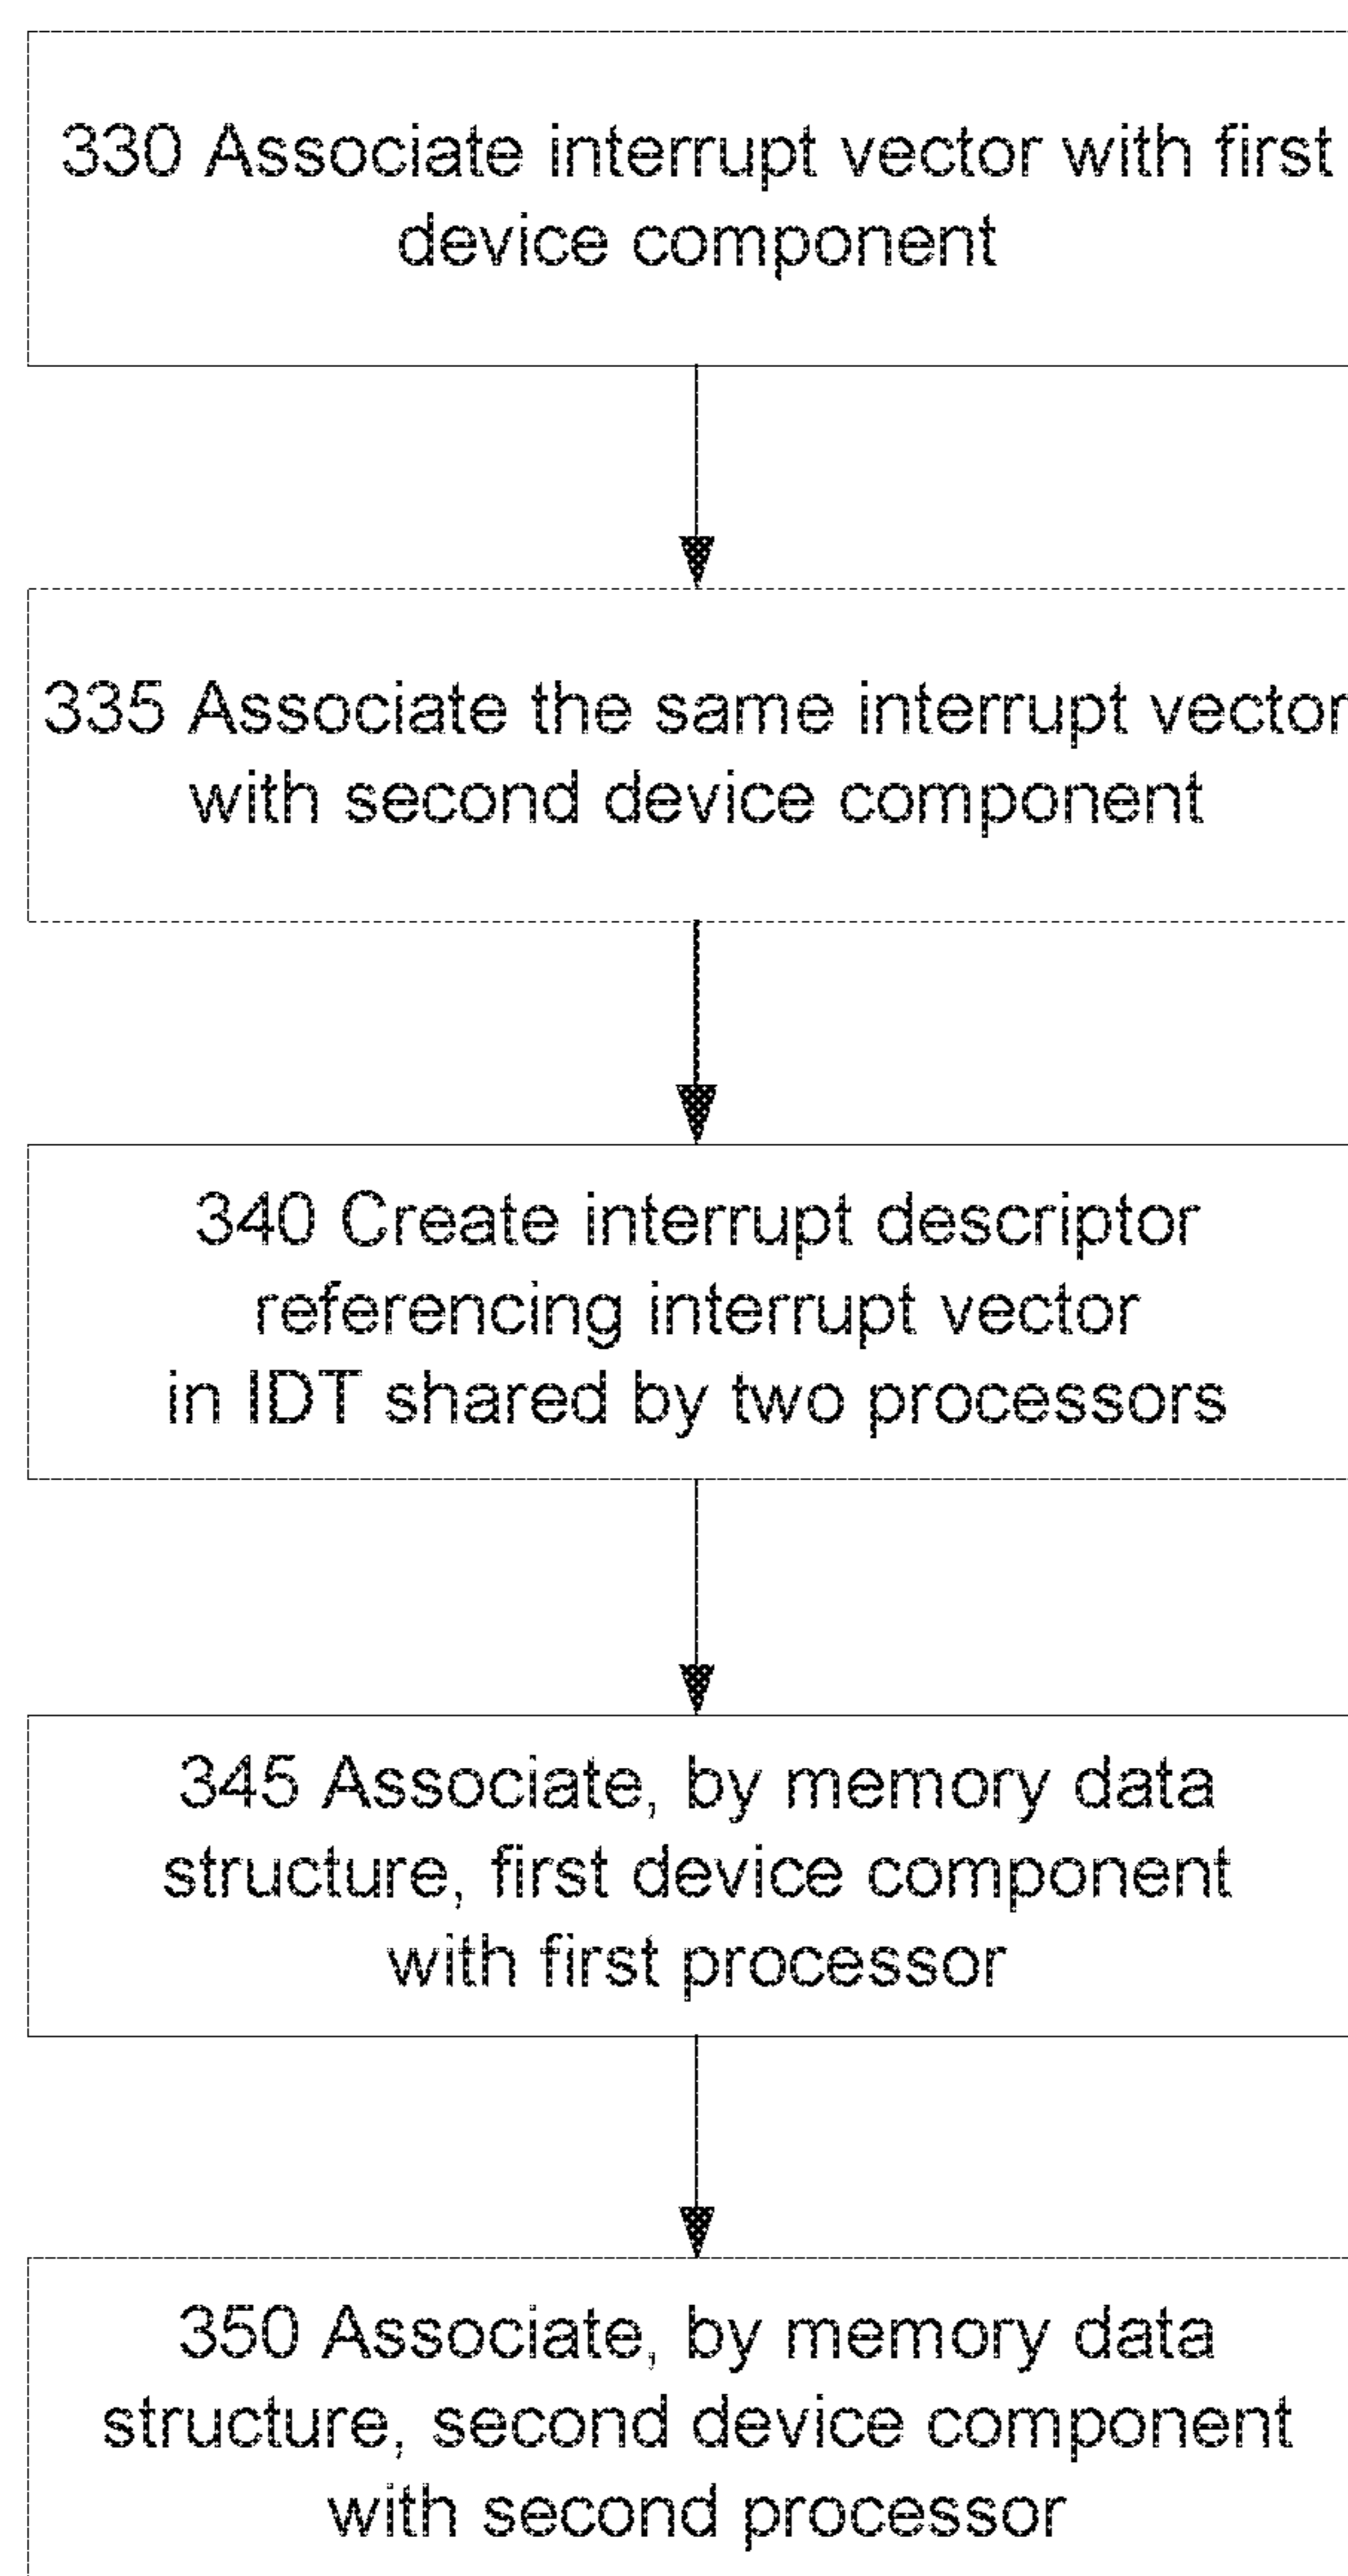 330 Associate interrupt vector with first
device component
335 Associate the same interrupt vector
with second device component
340 Create interrupt descriptor
referencing interrupt vector
in IDT shared by two processors
345 Associate, by memory data
structure, first device component
with first processor
350 Associate, by memory data
structure, second device component
with second processor